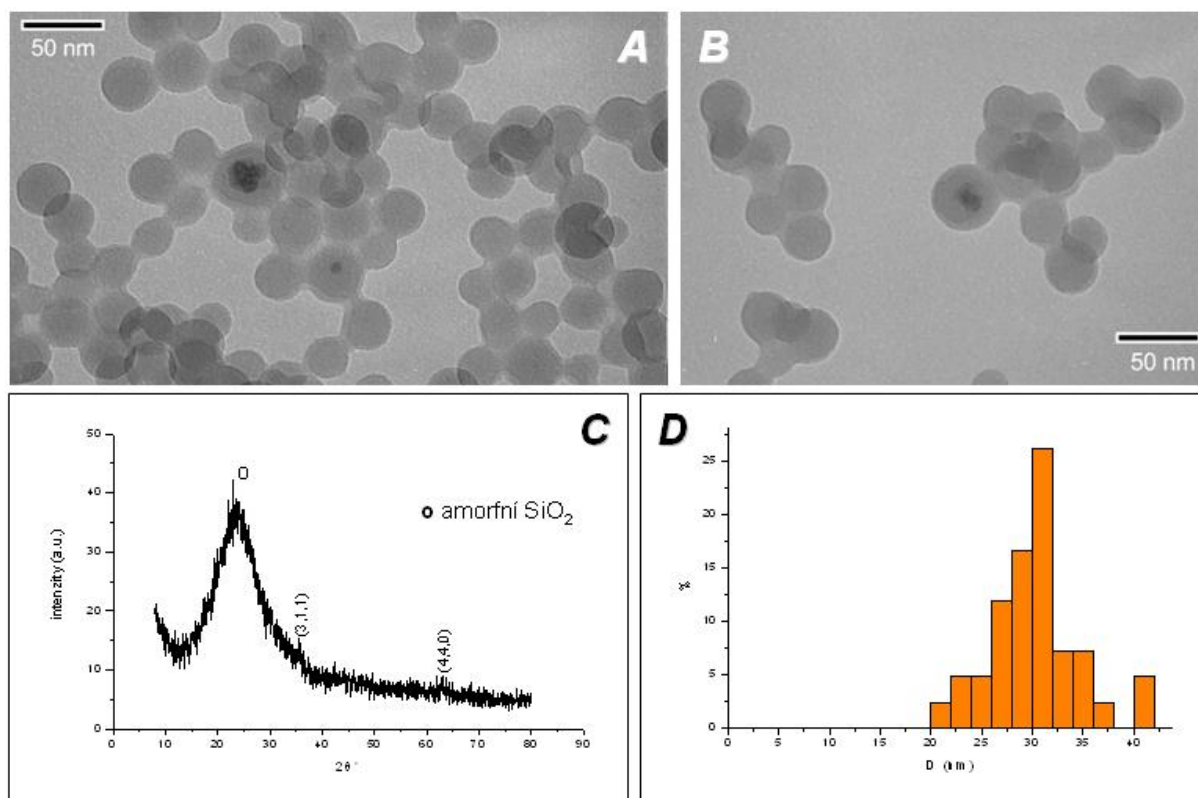 50 nm
A
B
50 nm
C
50
40
30
20
10
0
intenzity (a.u.)
O
o amorfní SiO₂
(3,1,1)
(4,4,0)
0 10 20 30 40 50 60 70 80 90
2θ °
D
25
20
15
10
5
0
%
0 5 10 15 20 25 30 35 40
D (nm)